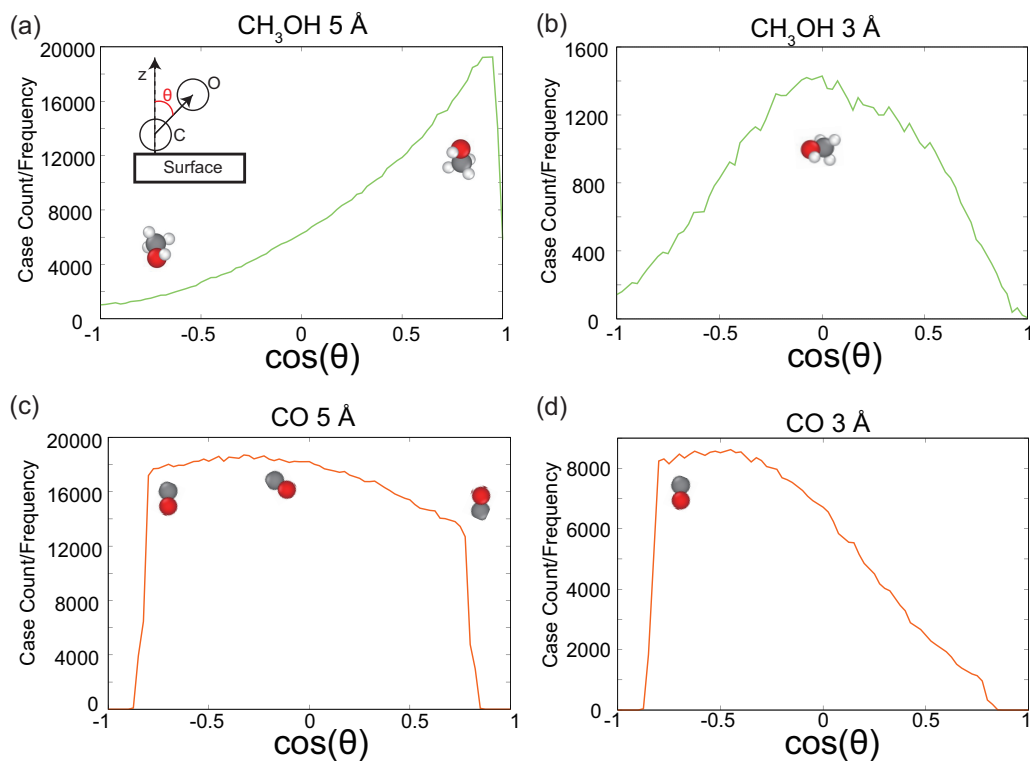 (a)
CH3OH 5 Å
Case Count/Frequency
20000
16000
12000
8000
4000
0
z
θ
O
C
Surface
-1
-0.5
0
0.5
1
cos(θ)
(b)
CH3OH 3 Å
Case Count/Frequency
1600
1200
800
400
0
-1
-0.5
0
0.5
1
cos(θ)
(c)
CO 5 Å
Case Count/Frequency
20000
16000
12000
8000
4000
0
-1
-0.5
0
0.5
1
cos(θ)
(d)
CO 3 Å
Case Count/Frequency
8000
6000
4000
2000
0
-1
-0.5
0
0.5
1
cos(θ)